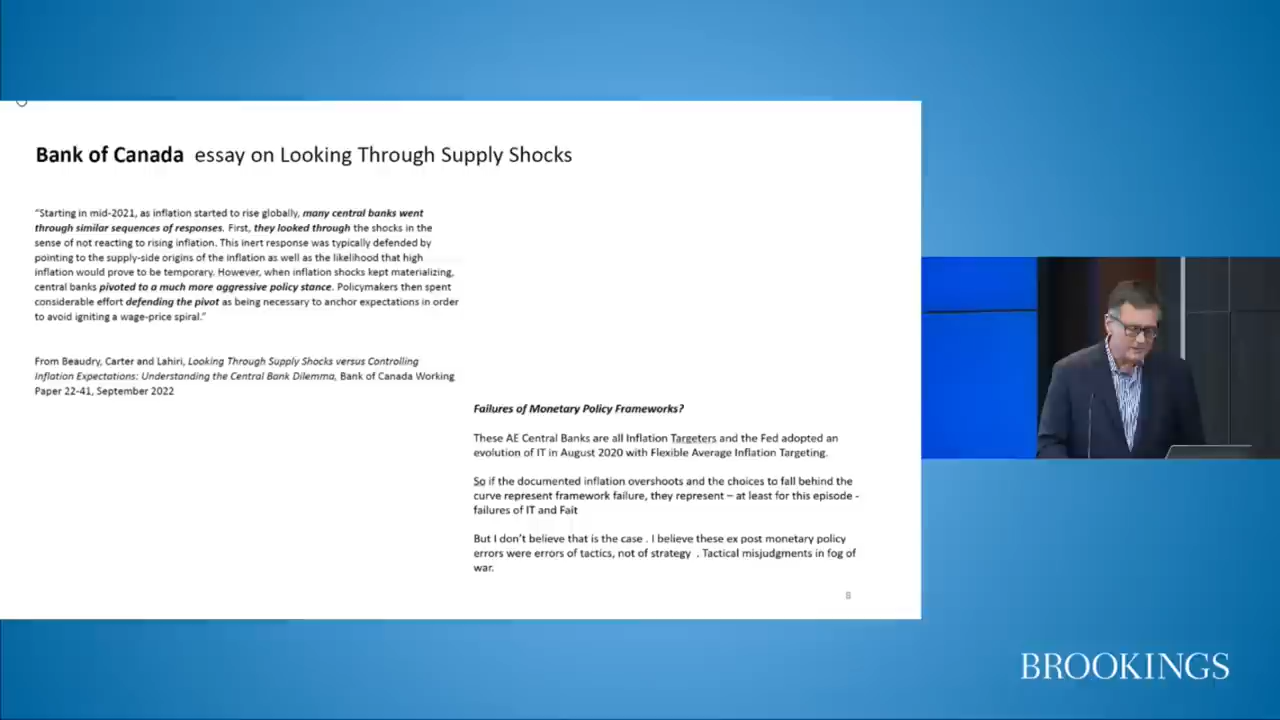 Bank of Canada essay on Looking Through Supply Shocks
“Starting in mid-2021, as inflation started to rise globally, many central banks went
through similar sequences of responses. First, they looked through the shocks in the
sense of not reacting to rising inflation. This inert response was typically defended by
pointing to the supply-side origins of the inflation as well as the likelihood that high
inflation would prove to be temporary. However, when inflation shocks kept materializing,
central banks pivoted to a much more aggressive policy stance. Policymakers then spent
considerable effort defending the pivot as being necessary to anchor expectations in order
to avoid igniting a wage-price spiral.”
From Beaudry, Carter and Lahiri, Looking Through Supply Shocks versus Controlling
Inflation Expectations: Understanding the Central Bank Dilemma, Bank of Canada Working
Paper 22-41, September 2022
Failures of Monetary Policy Frameworks?
These AE Central Banks are all Inflation Targeters and the Fed adopted an
evolution of IT in August 2020 with Flexible Average Inflation Targeting.
So if the documented inflation overshoots and the choices to fall behind the
curve represent framework failure, they represent – at least for this episode -
failures of IT and Fait
But I don’t believe that is the case . I believe these ex post monetary policy
errors were errors of tactics, not of strategy . Tactical misjudgments in fog of
war.
8
BROOKINGS